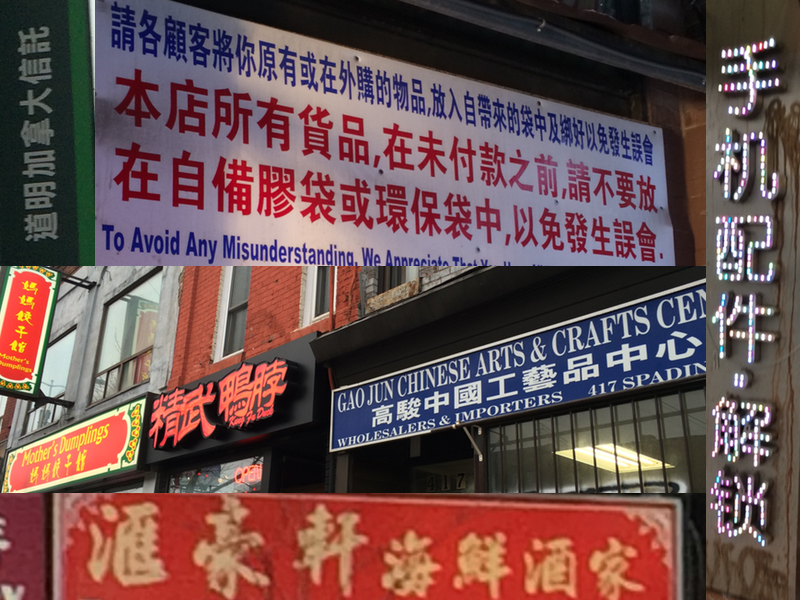 道明加拿大信託
請各顧客將你原有或在外購的物品,放入自帶來的袋中及綁好以免發生誤會
本店所有貨品,在未付款之前,請不要放
在自備膠袋或環保袋中,以免發生誤會.
To Avoid Any Misunderstanding, We Appreciate That
手机配件·解锁
媽媽餃子館
Mother's
Dumplings
Mother's Dumplings
媽媽餃子館
精武鴨脖
Kung Fu Duck
OPEN
GAO JUN CHINESE ARTS & CRAFTS CEN
高駿中國工藝品中心
WHOLESALERS & IMPORTERS 417 SPADIN
417
滙豪軒海鮮酒家